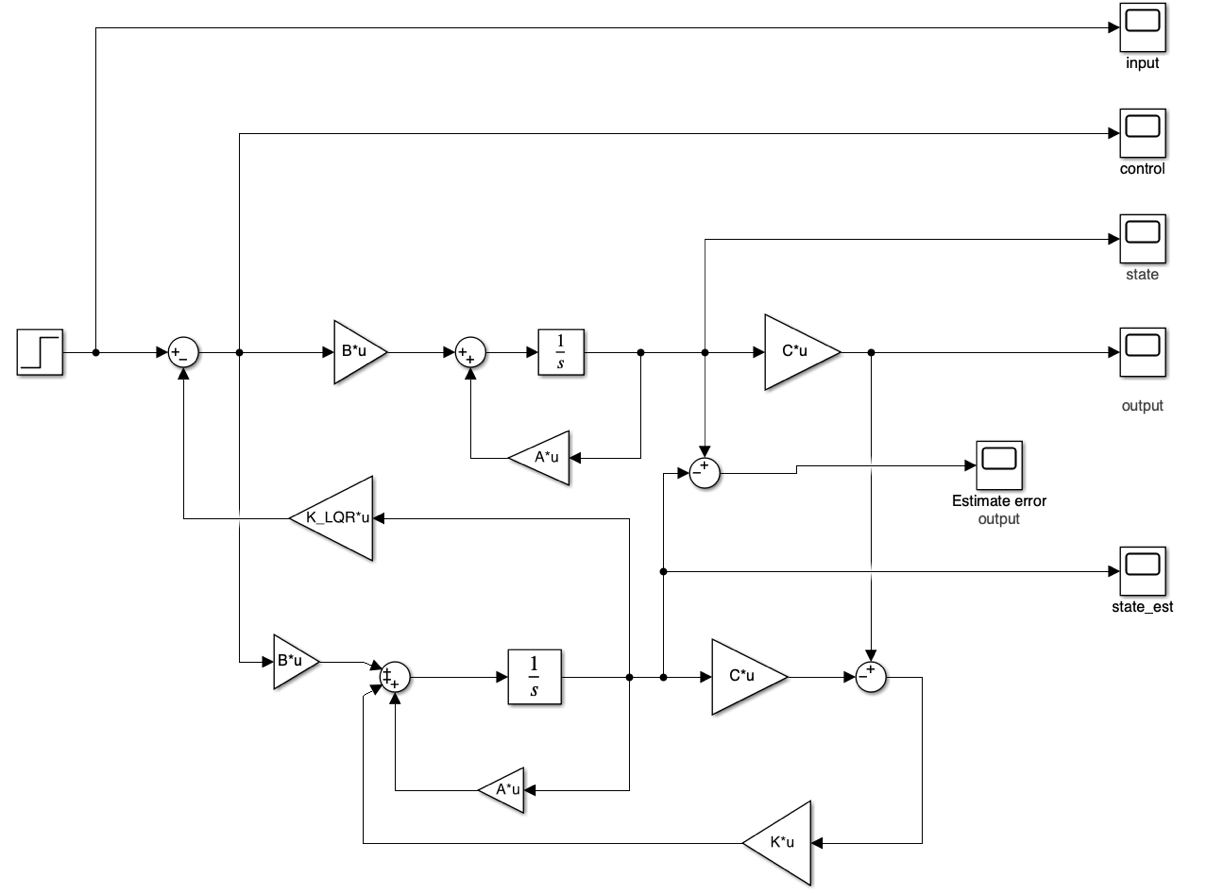 input
control
state
+
−
B*u
+
+
1
s
C*u
output
A*u
+
−
Estimate error
output
K_LQR*u
state_est
B*u
+
+
+
1
s
C*u
+
−
A*u
K*u